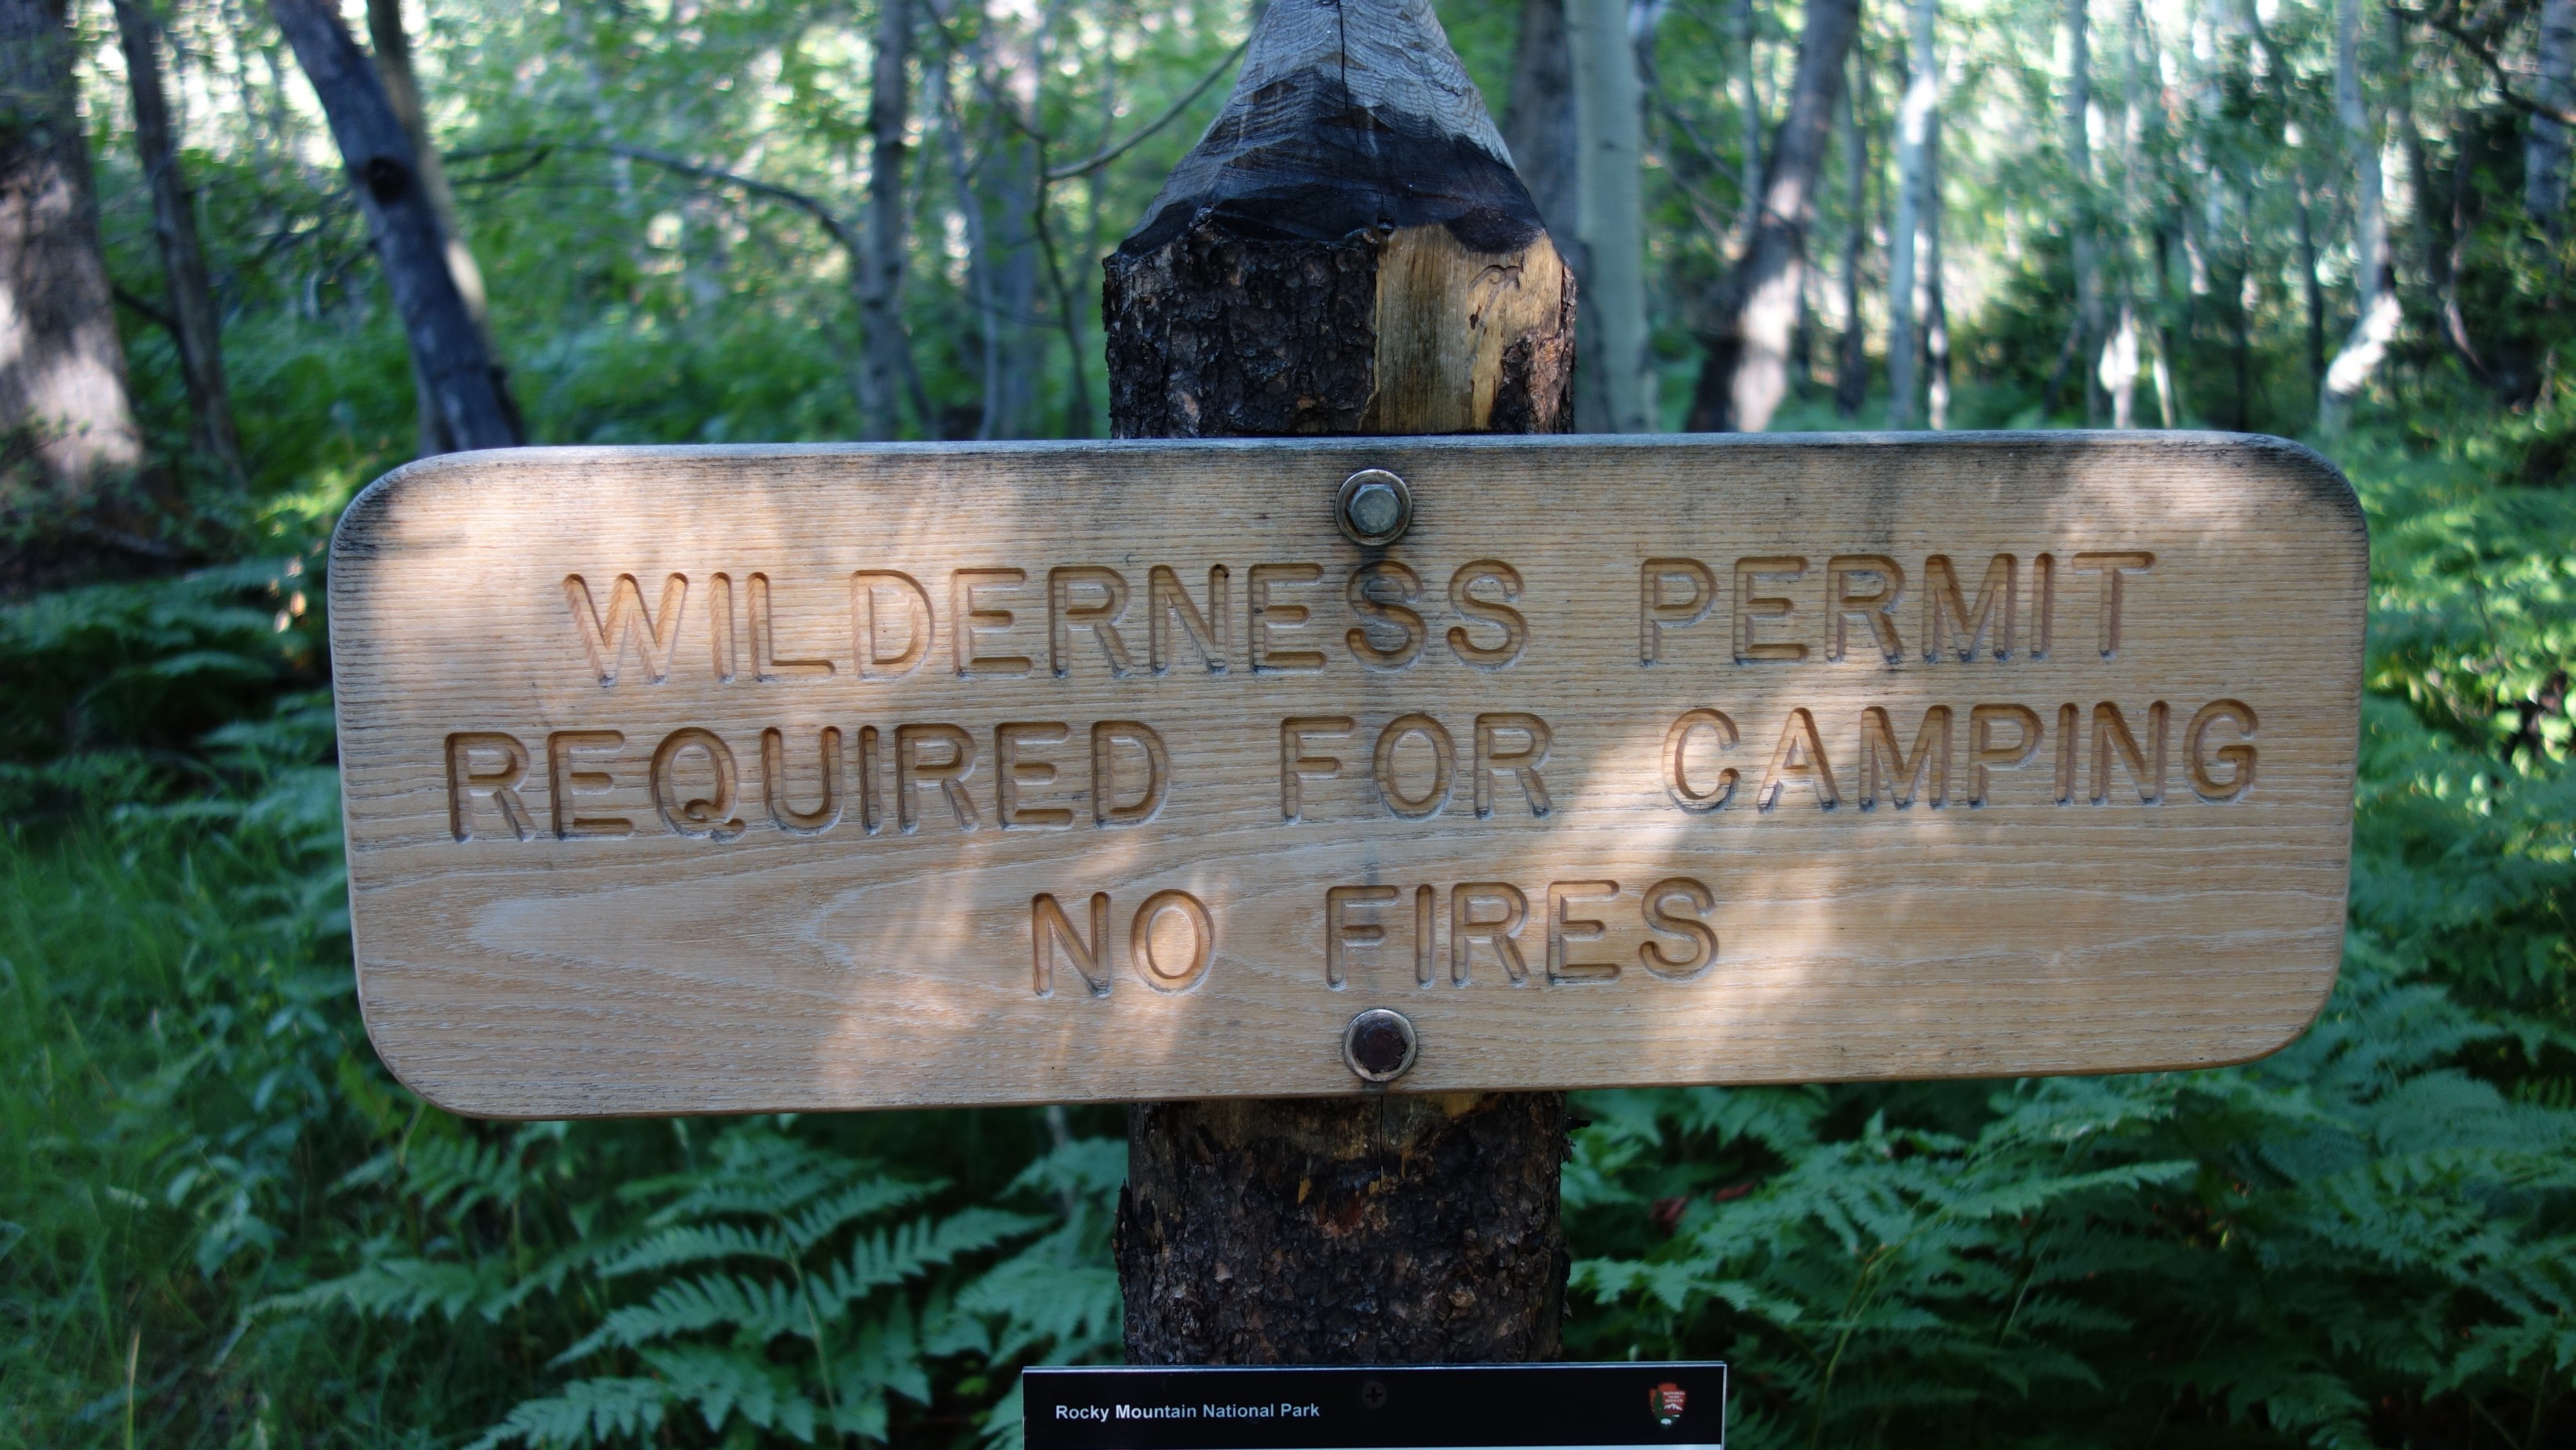 WILDERNESS PERMIT
REQUIRED FOR CAMPING
NO FIRES
Rocky Mountain National Park